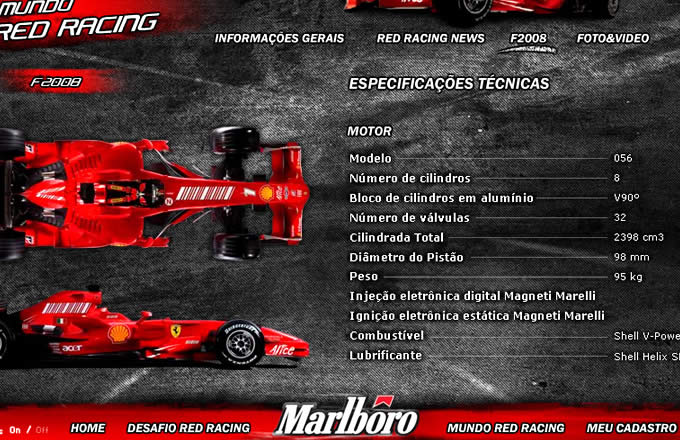 MUNDO
RED RACING
INFORMAÇÕES GERAIS RED RACING NEWS F2008 FOTO&VIDEO
F2008
ESPECIFICAÇÕES TÉCNICAS
MOTOR
Modelo 056
Número de cilindros 8
Bloco de cilindros em alumínio V90º
Número de válvulas 32
Cilindrada Total 2398 cm3
Diâmetro do Pistão 98 mm
Peso 95 kg
Injeção eletrônica digital Magneti Marelli
Ignição eletrônica estática Magneti Marelli
Combustível Shell V-Powe
Lubrificante Shell Helix
acer
AlTce
On / Off HOME DESAFIO RED RACING Marlboro MUNDO RED RACING MEU CADASTRO